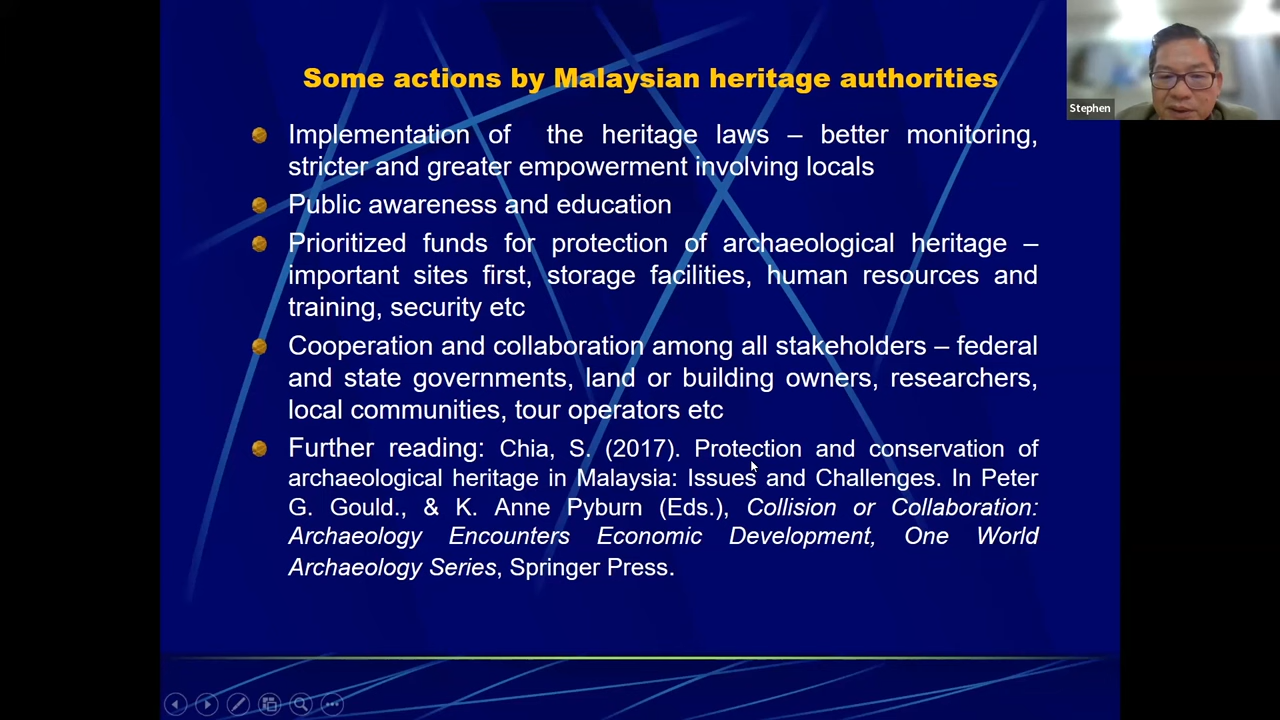 Some actions by Malaysian heritage authorities
Stephen
Implementation of the heritage laws – better monitoring,
stricter and greater empowerment involving locals
Public awareness and education
Prioritized funds for protection of archaeological heritage –
important sites first, storage facilities, human resources and
training, security etc
Cooperation and collaboration among all stakeholders – federal
and state governments, land or building owners, researchers,
local communities, tour operators etc
Further reading: Chia, S. (2017). Protection and conservation of
archaeological heritage in Malaysia: Issues and Challenges. In Peter
G. Gould., & K. Anne Pyburn (Eds.), Collision or Collaboration:
Archaeology Encounters Economic Development, One World
Archaeology Series, Springer Press.